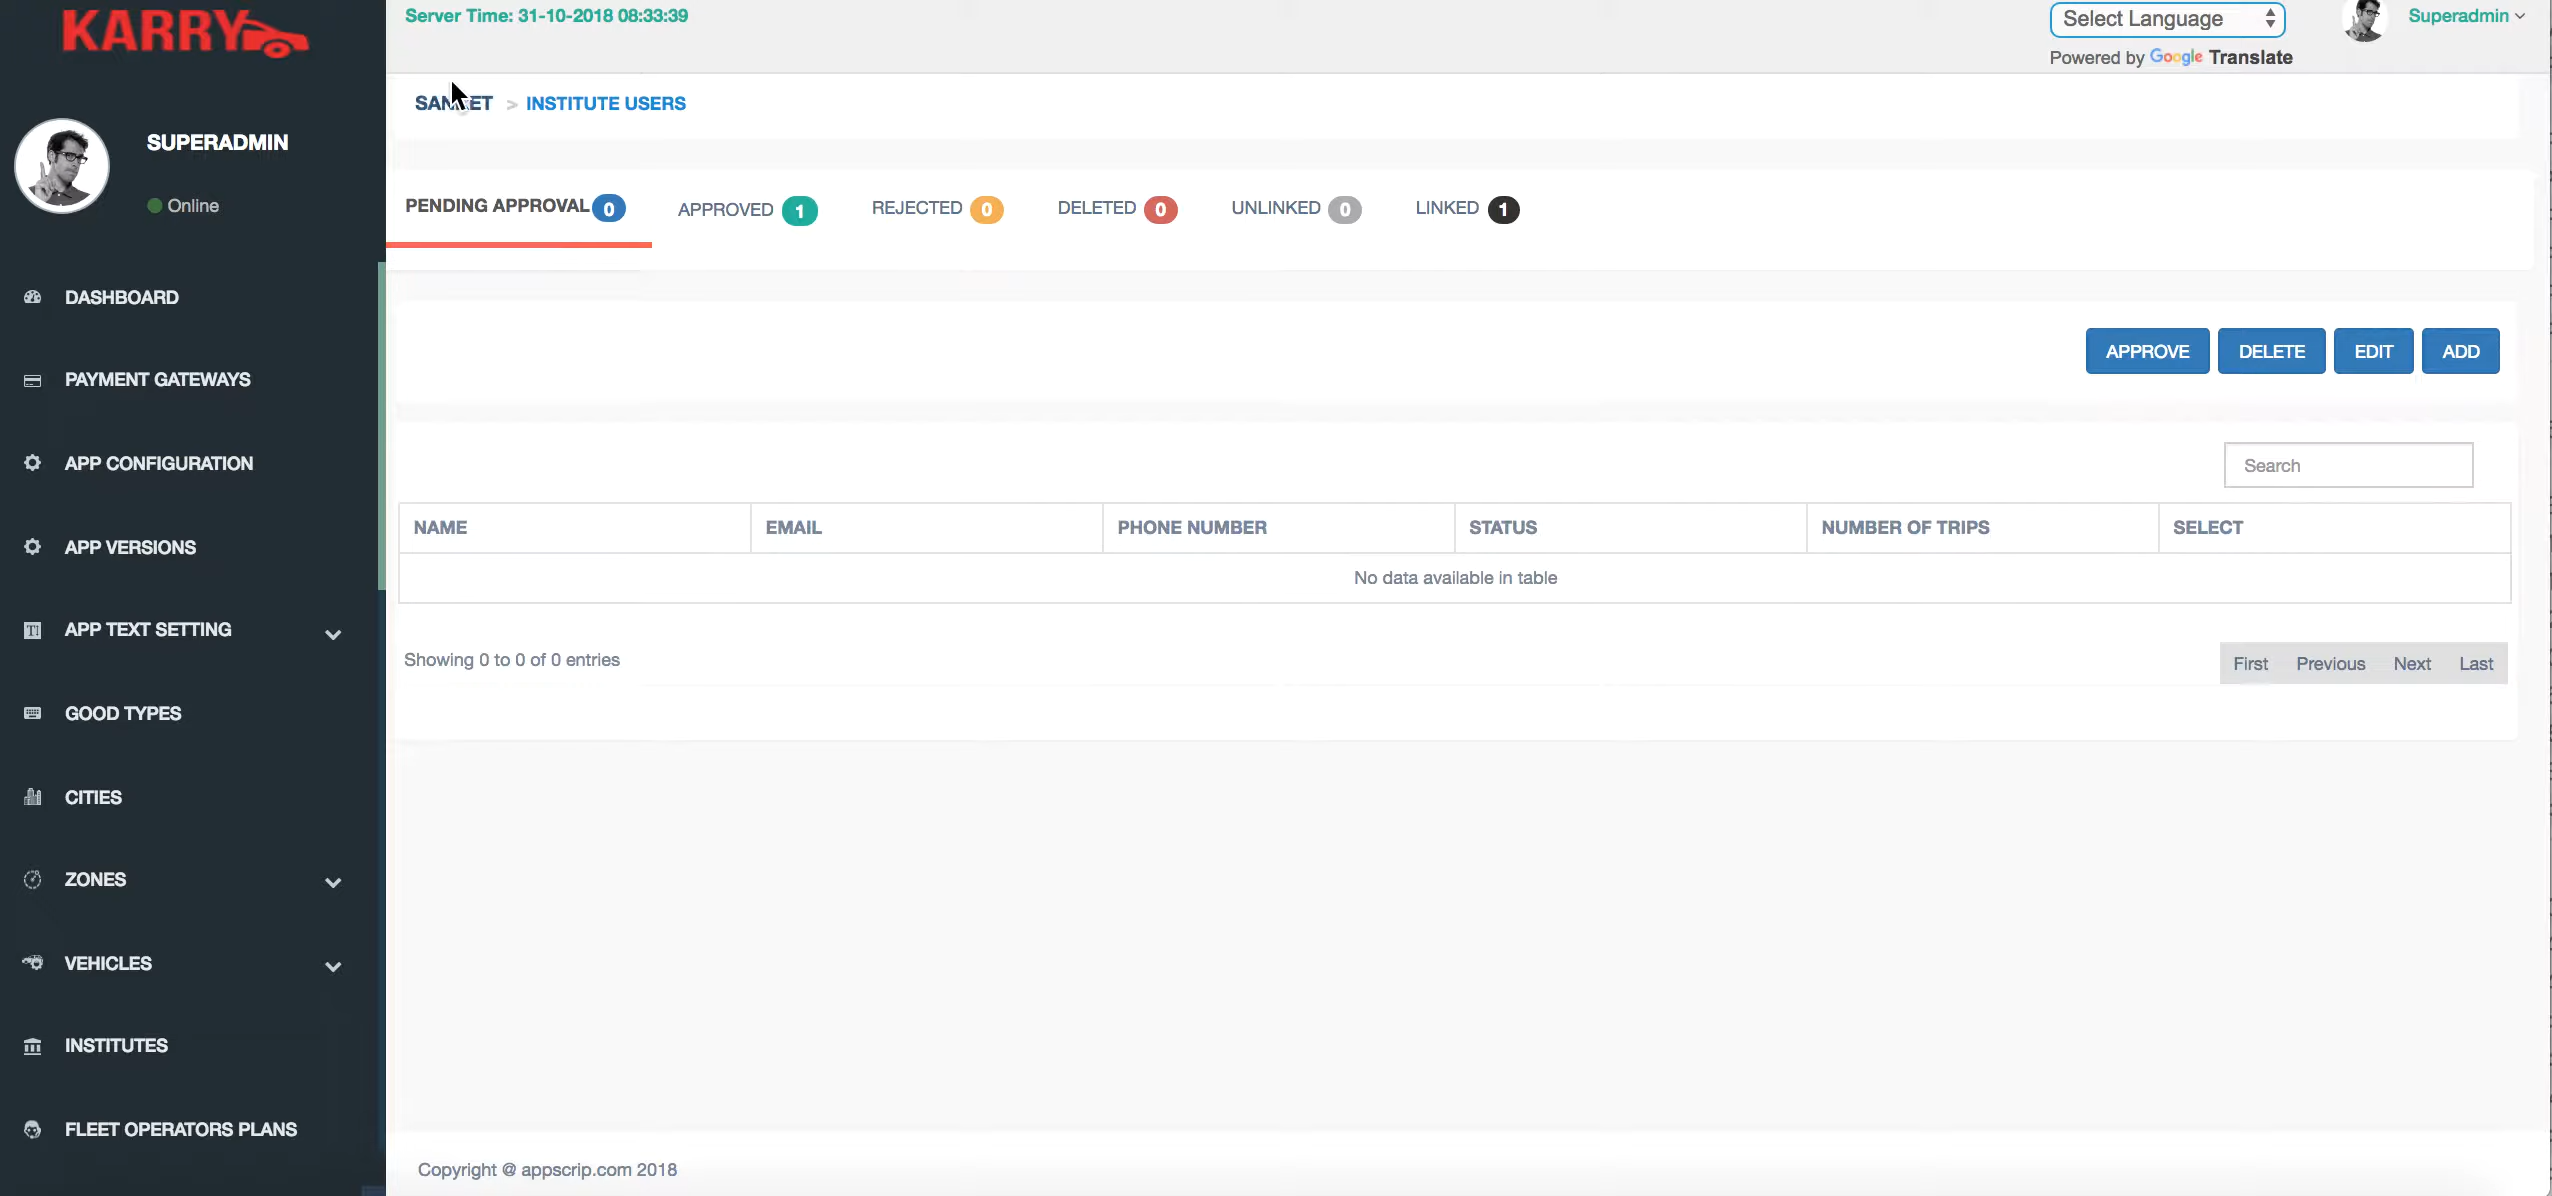 KARRY
Server Time: 31-10-2018 08:33:39
Select Language
Superadmin
Powered by Google Translate
> INSTITUTE USERS
SUPERADMIN
Online
PENDING APPROVAL 0
APPROVED 1
REJECTED 0
DELETED 0
UNLINKED 0
LINKED 1
DASHBOARD
PAYMENT GATEWAYS
APP CONFIGURATION
APP VERSIONS
APP TEXT SETTING
GOOD TYPES
CITIES
ZONES
VEHICLES
INSTITUTES
FLEET OPERATORS PLANS
APPROVE
DELETE
EDIT
ADD
Search
NAME EMAIL PHONE NUMBER STATUS NUMBER OF TRIPS SELECT
No data available in table
Showing 0 to 0 of 0 entries
First Previous Next Last
Copyright @ appscrip.com 2018